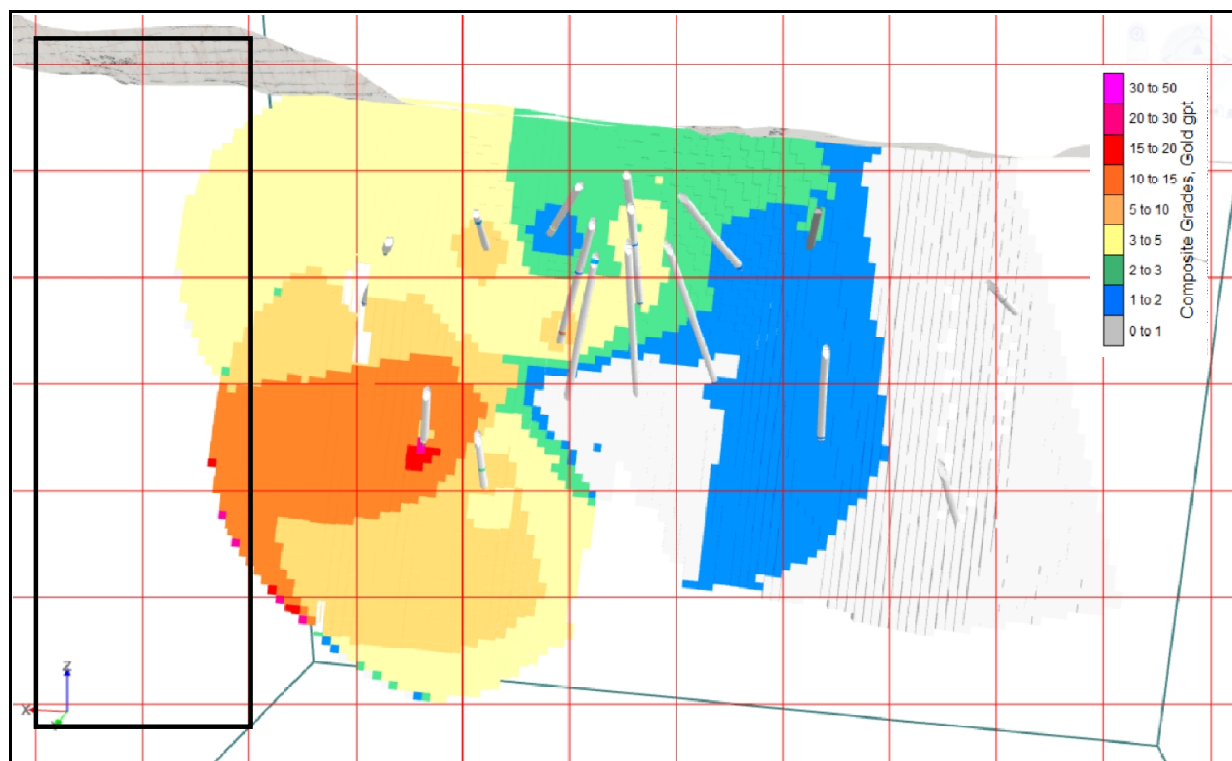 30 to 50
20 to 30
15 to 20
10 to 15
5 to 10
3 to 5
2 to 3
1 to 2
0 to 1
Composite Grades, Gold gpt
Z
X